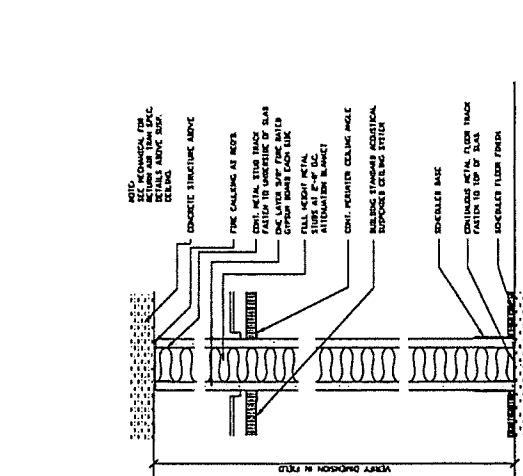 NOTE:
SEE MECHANICAL FOR
RETURN AIR TRAN SPEC.
DETAILS ABOVE SUSP.
CEILING.
CONCRETE STRUCTURE ABOVE
FIRE CAULKING AS REQ'D.
CONT. METAL STUD TRACK
FASTEN TO UNDERSIDE OF SLAB
ONE LAYER 5/8" FIRE RATED
GYPSUM BOARD EACH SIDE
FULL HEIGHT METAL
STUDS AT 2'-0" O.C.
ATTENUATION BLANKET
CONT. PERIMETER CEILING ANGLE
BUILDING STANDARD ACOUSTICAL
SUSPENDED CEILING SYSTEM
SCHEDULED BASE
CONTINUOUS METAL FLOOR TRACK
FASTEN TO TOP OF SLAB
SCHEDULED FLOOR FINISH
VERIFY DIMENSION IN FIELD